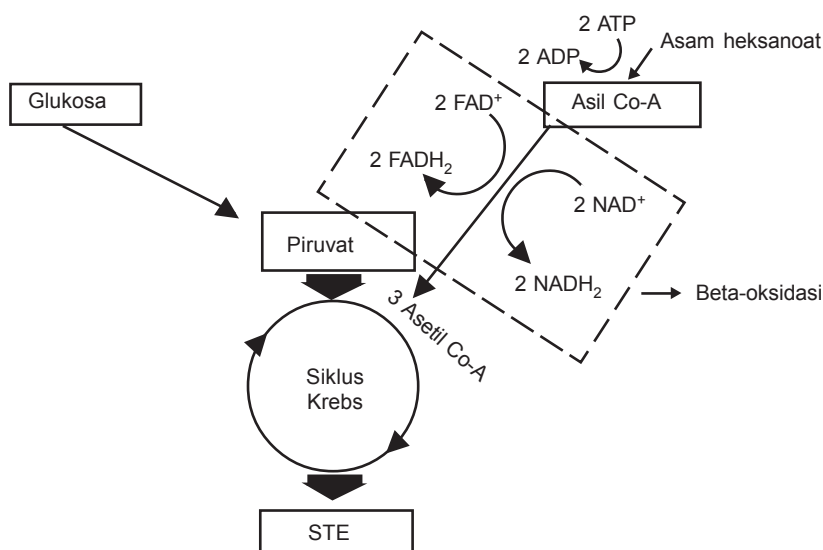 2 ATP
2 ADP
Asam heksanoat
Glukosa
2 FAD⁺
Asil Co-A
2 FADH₂
2 NAD⁺
Piruvat
2 NADH₂
Beta-oksidasi
3 Asetil Co-A
Siklus
Krebs
STE